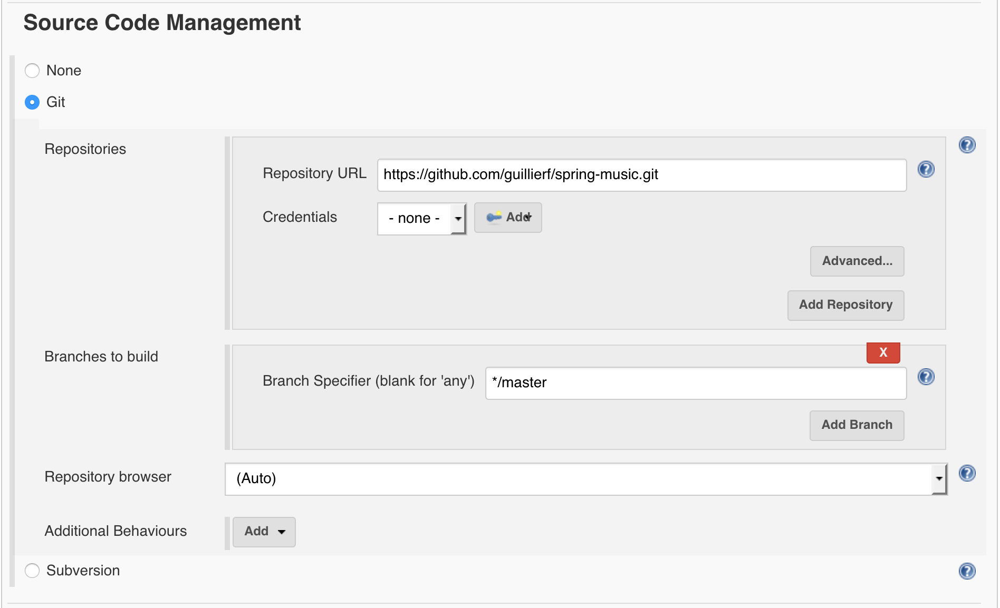 Source Code Management
None
Git
Repositories
Repository URL https://github.com/guillierf/spring-music.git
Credentials - none - Add
Advanced...
Add Repository
Branches to build
X
Branch Specifier (blank for 'any') */master
Add Branch
Repository browser (Auto)
Additional Behaviours Add
Subversion